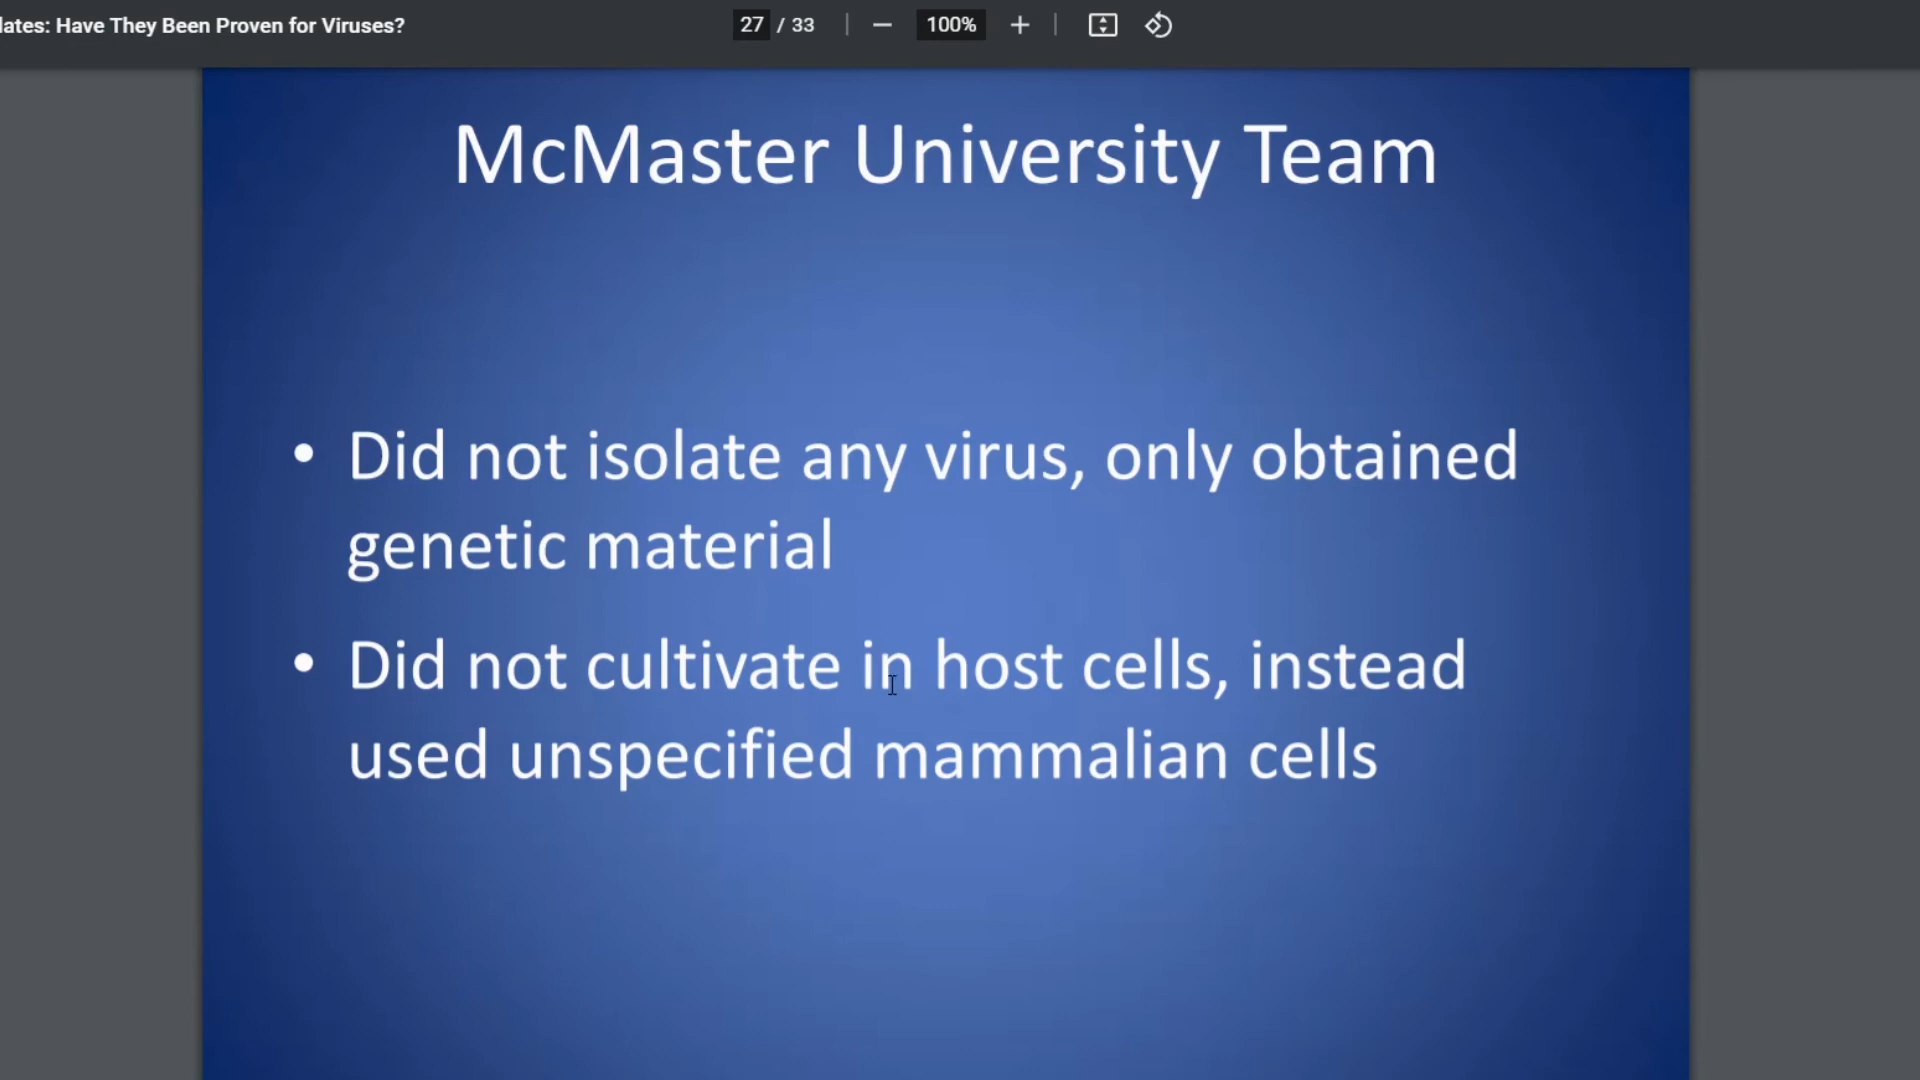 lates: Have They Been Proven for Viruses?
27 / 33
100%
McMaster University Team
• Did not isolate any virus, only obtained
genetic material
• Did not cultivate in host cells, instead
used unspecified mammalian cells